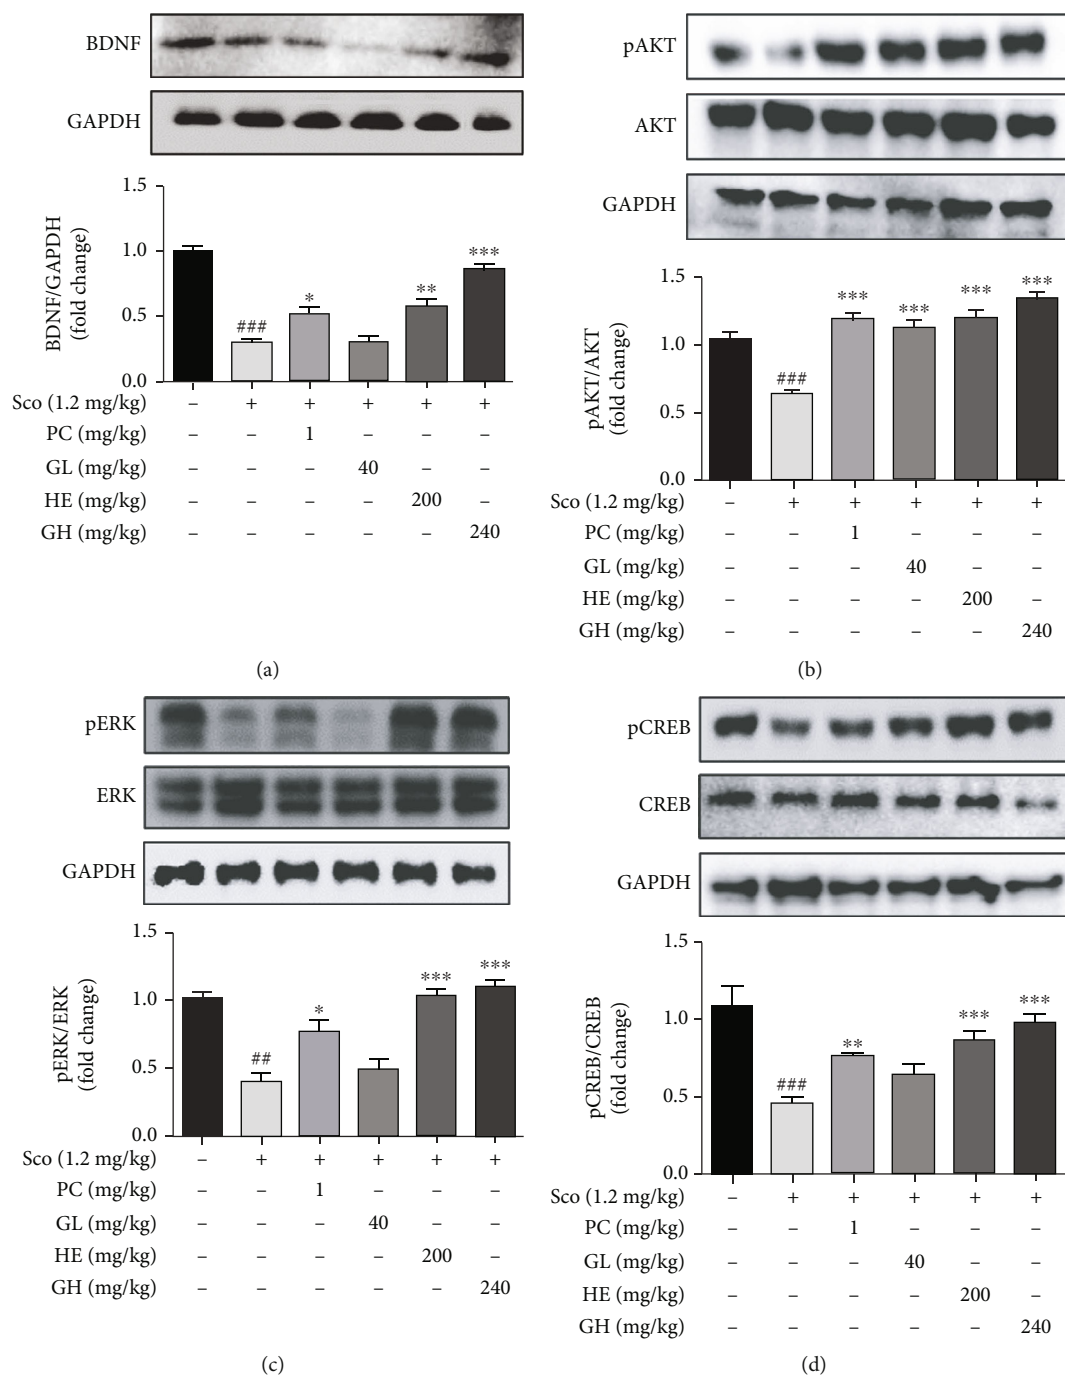 BDNF
GAPDH
BDNF/GAPDH
(fold change)
1.5
1.0
0.5
0.0
###
*
**
***
Sco (1.2 mg/kg) – + + + + +
PC (mg/kg) – – 1 – – –
GL (mg/kg) – – – 40 – –
HE (mg/kg) – – – – 200 –
GH (mg/kg) – – – – – 240
(a)
pAKT
AKT
GAPDH
pAKT/AKT
(fold change)
1.5
1.0
0.5
0.0
###
***
***
***
***
Sco (1.2 mg/kg) – + + + + +
PC (mg/kg) – – 1 – – –
GL (mg/kg) – – – 40 – –
HE (mg/kg) – – – – 200 –
GH (mg/kg) – – – – – 240
(b)
pERK
ERK
GAPDH
pERK/ERK
(fold change)
1.5
1.0
0.5
0.0
##
*
***
***
Sco (1.2 mg/kg) – + + + + +
PC (mg/kg) – – 1 – – –
GL (mg/kg) – – – 40 – –
HE (mg/kg) – – – – 200 –
GH (mg/kg) – – – – – 240
(c)
pCREB
CREB
GAPDH
pCREB/CREB
(fold change)
1.5
1.0
0.5
0.0
###
**
***
***
Sco (1.2 mg/kg) – + + + + +
PC (mg/kg) – – 1 – – –
GL (mg/kg) – – – 40 – –
HE (mg/kg) – – – – 200 –
GH (mg/kg) – – – – – 240
(d)